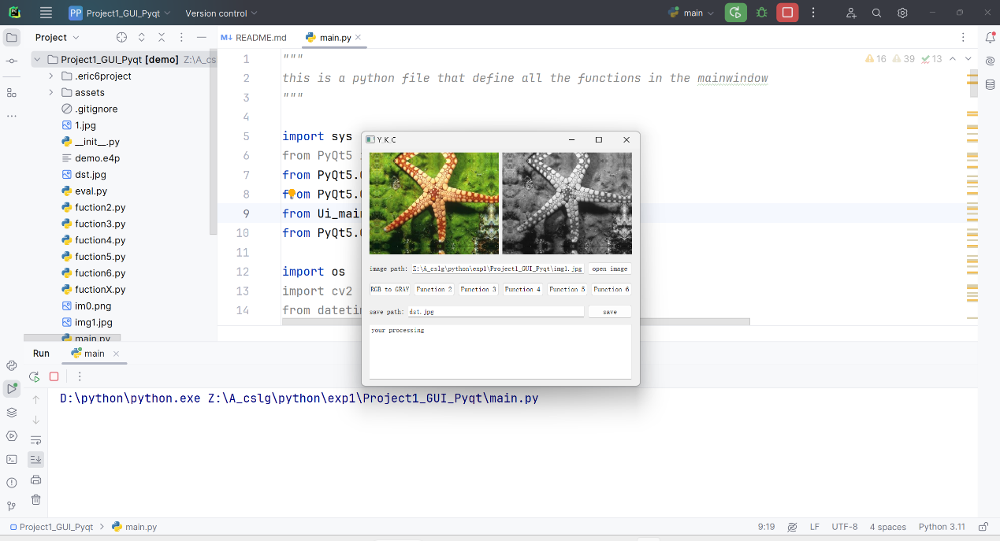 PP Project1_GUI_Pyqt Version control main
Project
README.md main.py
Project1_GUI_Pyqt [demo] Z:\A_cs
.eric6project
assets
.gitignore
1.jpg
__init__.py
demo.e4p
dst.jpg
eval.py
fuction2.py
fuction3.py
fuction4.py
fuction5.py
fuction6.py
fuctionX.py
im0.png
img1.jpg
main.py
16 39 13
1 """
2 this is a python file that define all the functions in the mainwindow
3 """
4
5 import sys
6 from PyQt5
7 from PyQt5.
8 from PyQt5.
9 from Ui_mai
10 from PyQt5.
11
12 import os
13 import cv2
14 from dateti
Y K C
image path: Z:\A_cslg\python\exp1\Project1_GUI_Pyqt\img1.jpg open image
RGB to GRAY Function 2 Function 3 Function 4 Function 5 Function 6
save path: dst.jpg save
your processing
Run main
D:\python\python.exe Z:\A_cslg\python\exp1\Project1_GUI_Pyqt\main.py
Project1_GUI_Pyqt main.py 9:19 LF UTF-8 4 spaces Python 3.11